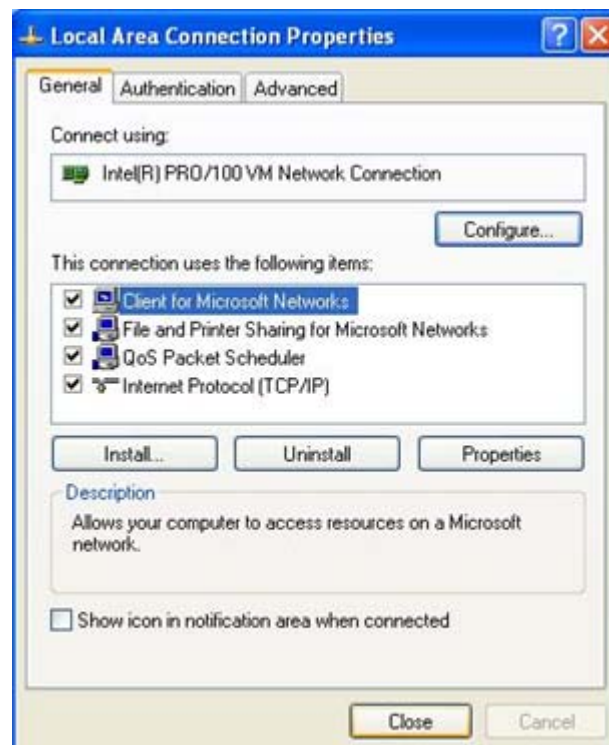 Local Area Connection Properties
General Authentication Advanced
Connect using:
Intel(R) PRO/100 VM Network Connection
Configure...
This connection uses the following items:
Client for Microsoft Networks
File and Printer Sharing for Microsoft Networks
QoS Packet Scheduler
Internet Protocol (TCP/IP)
Install... Uninstall Properties
Description
Allows your computer to access resources on a Microsoft
network.
Show icon in notification area when connected
Close Cancel